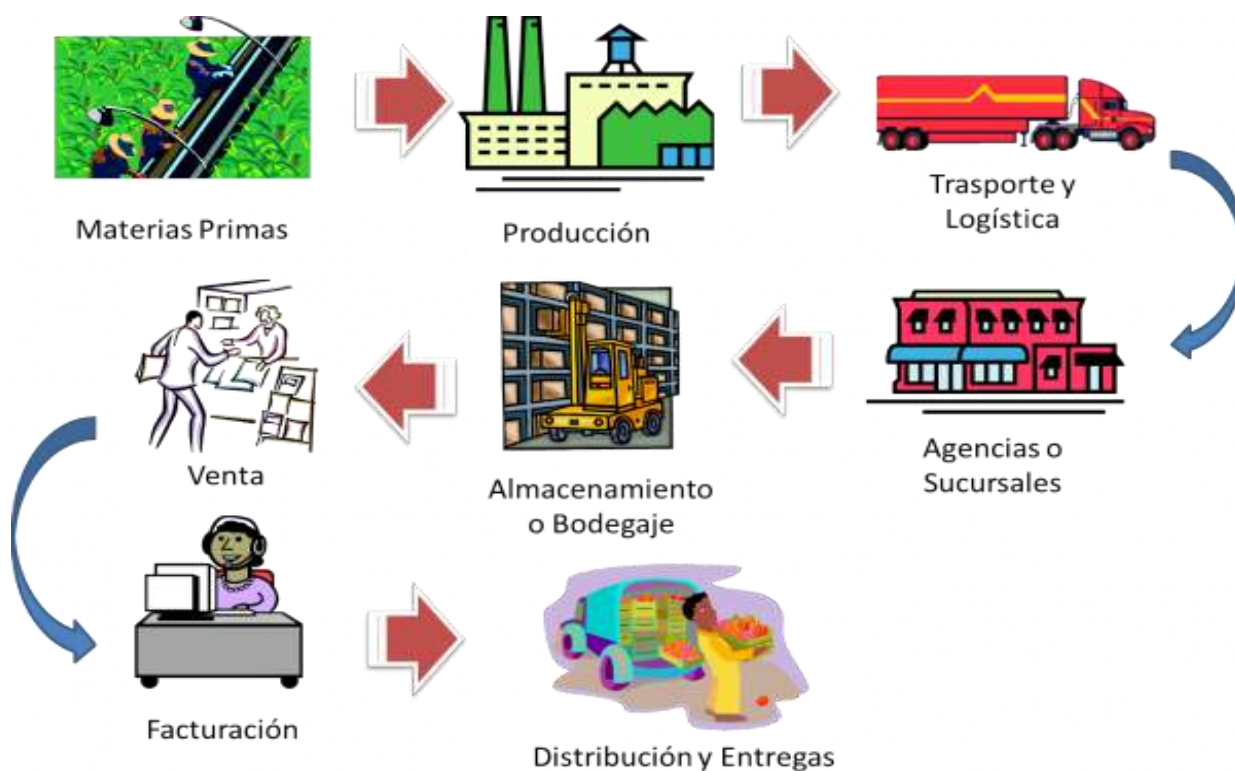 Materias Primas
Producción
Trasporte y
Logística
Agencias o
Sucursales
Almacenamiento
o Bodegaje
Venta
Facturación
Distribución y Entregas